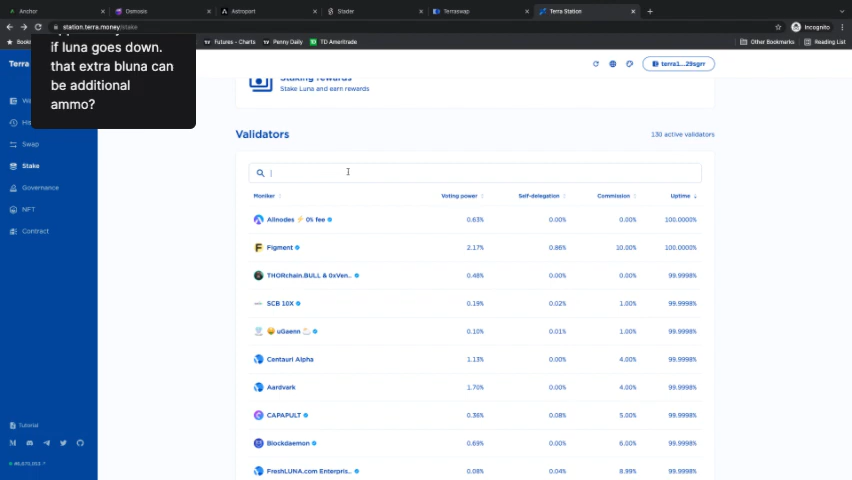 Anchor
Osmosis
Astroport
Stader
Terraswap
Terra Station
station.terra.money/stake
Incognito
Futures - Charts
Penny Daily
TD Ameritrade
Other Bookmarks
Reading List
if luna goes down.
that extra bluna can
be additional
ammo?
Terra
terra1...29sgrr
Swap
Stake
Governance
NFT
Contract
Tutorial
Staking rewards
Stake Luna and earn rewards
Validators
130 active validators
Moniker Voting power Self-delegation Commission Uptime
Allnodes ⚡ 0% fee 0.63% 0.00% 0.00% 100.0000%
Figment 2.17% 0.86% 10.00% 100.0000%
THORchain.BULL & 0xVen.. 0.48% 0.00% 0.00% 99.9998%
SCB 10X 0.19% 0.02% 1.00% 99.9998%
uGaenn 0.10% 0.01% 1.00% 99.9998%
Centauri Alpha 1.13% 0.00% 4.00% 99.9998%
Aardvark 1.70% 0.00% 4.00% 99.9998%
CAPAPULT 0.36% 0.08% 5.00% 99.9998%
Blockdaemon 0.69% 0.00% 6.00% 99.9998%
FreshLUNA.com Enterpris.. 0.08% 0.04% 8.99% 99.9998%